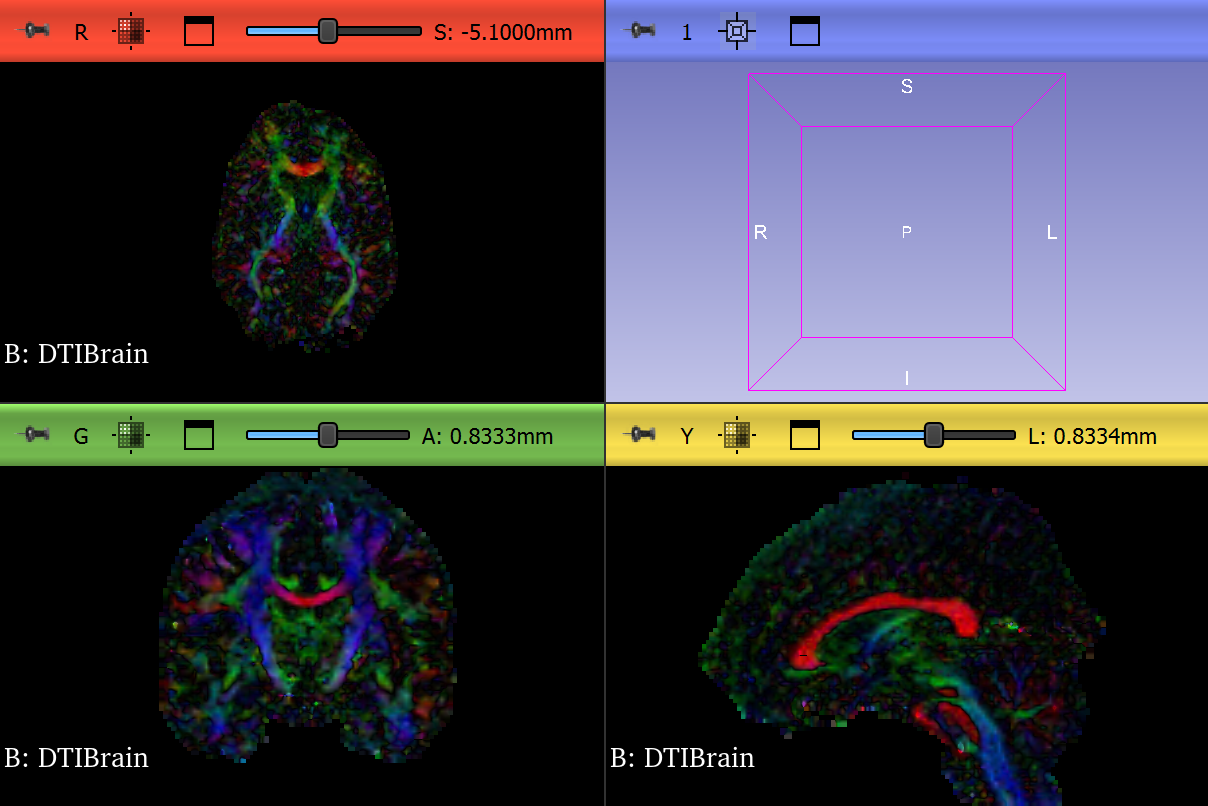 R S: -5.1000mm
B: DTIBrain
1
S
R P L
I
G A: 0.8333mm
B: DTIBrain
Y L: 0.8334mm
B: DTIBrain